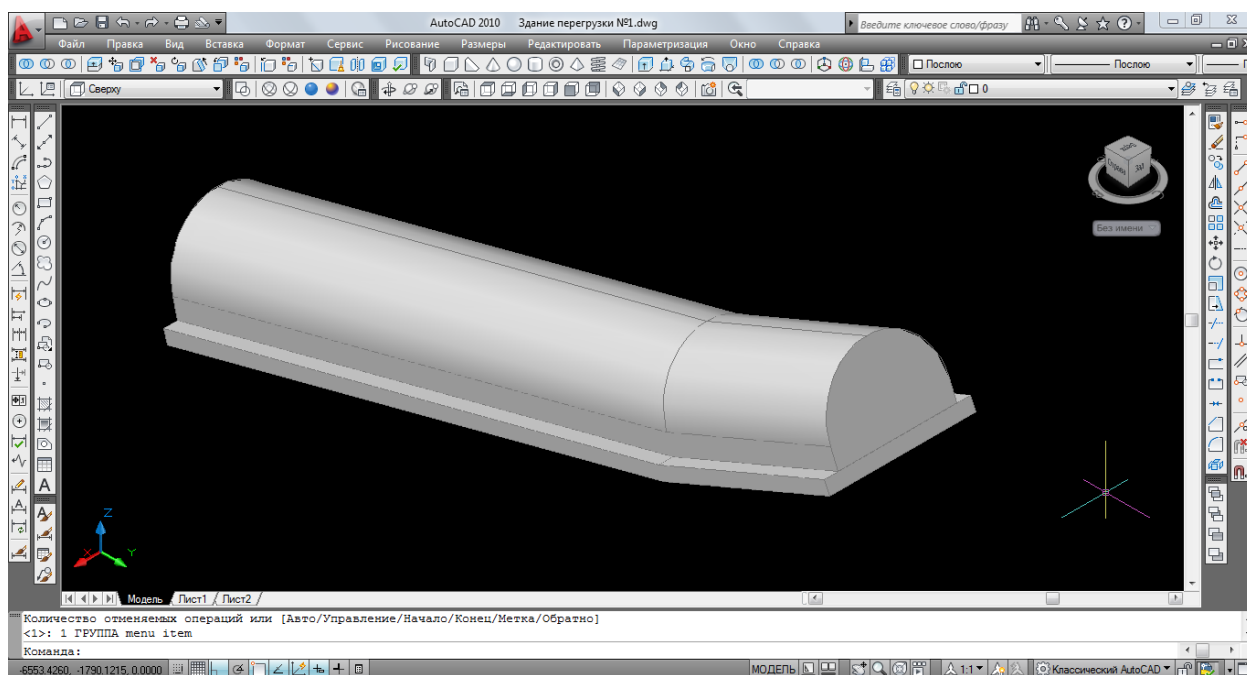 AutoCAD 2010 Здание перегрузки №1.dwg
Введите ключевое слово/фразу
Файл Правка Вид Вставка Формат Сервис Рисование Размеры Редактировать Параметризация Окно Справка
Послою
Послою
Сверху
0
Справа
Зад
Без имени
Z
X
Y
Модель
Лист1
Лист2
Количество отменяемых операций или [Авто/Управление/Начало/Конец/Метка/Обратно]
<1>: 1 ГРУППА menu item
Команда:
-6553.4260, -1790.1215, 0.0000
МОДЕЛЬ
1:1
Классический AutoCAD